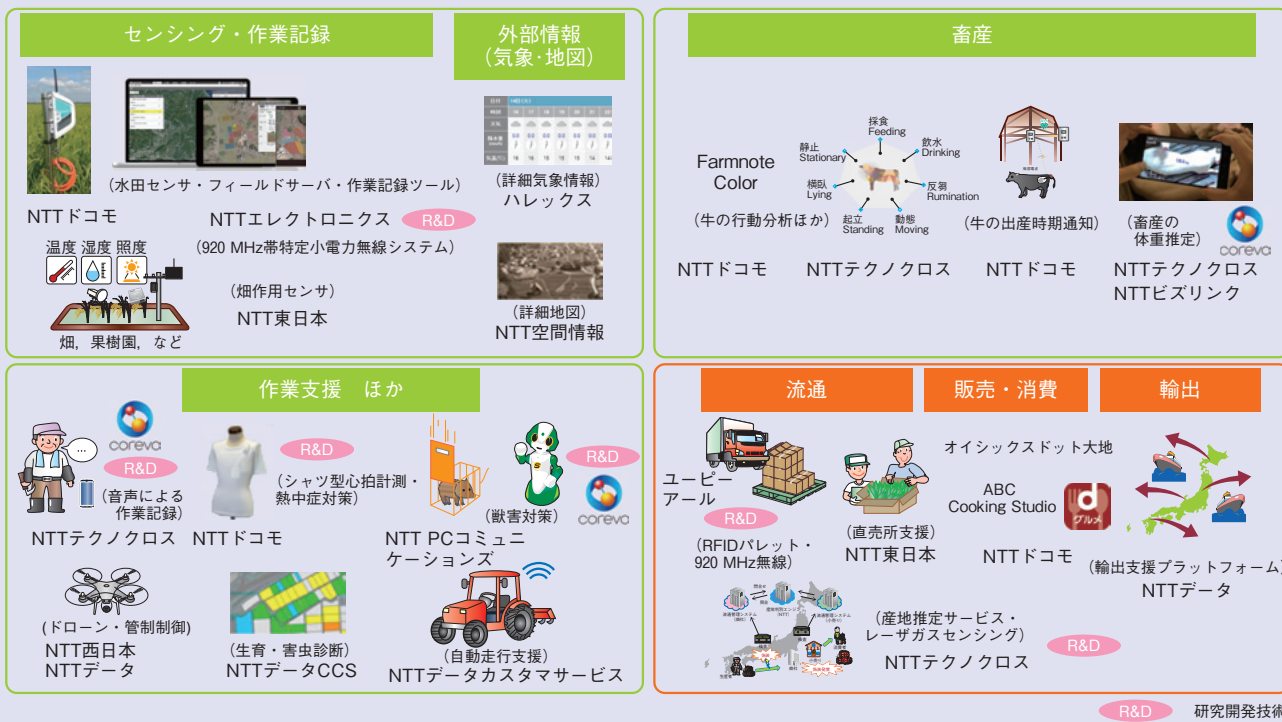 センシング・作業記録
外部情報
（気象・地図）
（水田センサ・フィールドサーバ・作業記録ツール）
NTTドコモ
NTTエレクトロニクス R&D
（920 MHz帯特定小電力無線システム）
温度 湿度 照度
（畑作用センサ）
NTT東日本
畑，果樹園，など
（詳細気象情報）
ハレックス
（詳細地図）
NTT空間情報
畜産
Farmnote
Color
（牛の行動分析ほか）
NTTドコモ
採食
Feeding
飲水
Drinking
反芻
Rumination
動態
Moving
起立
Standing
横臥
Lying
静止
Stationary
NTTテクノクロス
（牛の出産時期通知）
NTTドコモ
（畜産の
体重推定）
coreva
NTTテクノクロス
NTTビズリンク
作業支援　ほか
...
coreva
R&D
（音声による
作業記録）
NTTテクノクロス
R&D
（シャツ型心拍計測・
熱中症対策）
NTTドコモ
R&D
（獣害対策）
coreva
NTT PCコミュニ
ケーションズ
（ドローン・管制制御）
NTT西日本
NTTデータ
（生育・害虫診断）
NTTデータCCS
（自動走行支援）
NTTデータカスタマサービス
流通
販売・消費
輸出
ユーピー
アール
R&D
（RFIDパレット・
920 MHz無線）
（直売所支援）
NTT東日本
オイシックスドット大地
ABC
Cooking Studio
d
グルメ
NTTドコモ
（輸出支援プラットフォーム）
NTTデータ
（産地推定サービス・
レーザガスセンシング）
NTTテクノクロス
R&D
R&D 研究開発技術